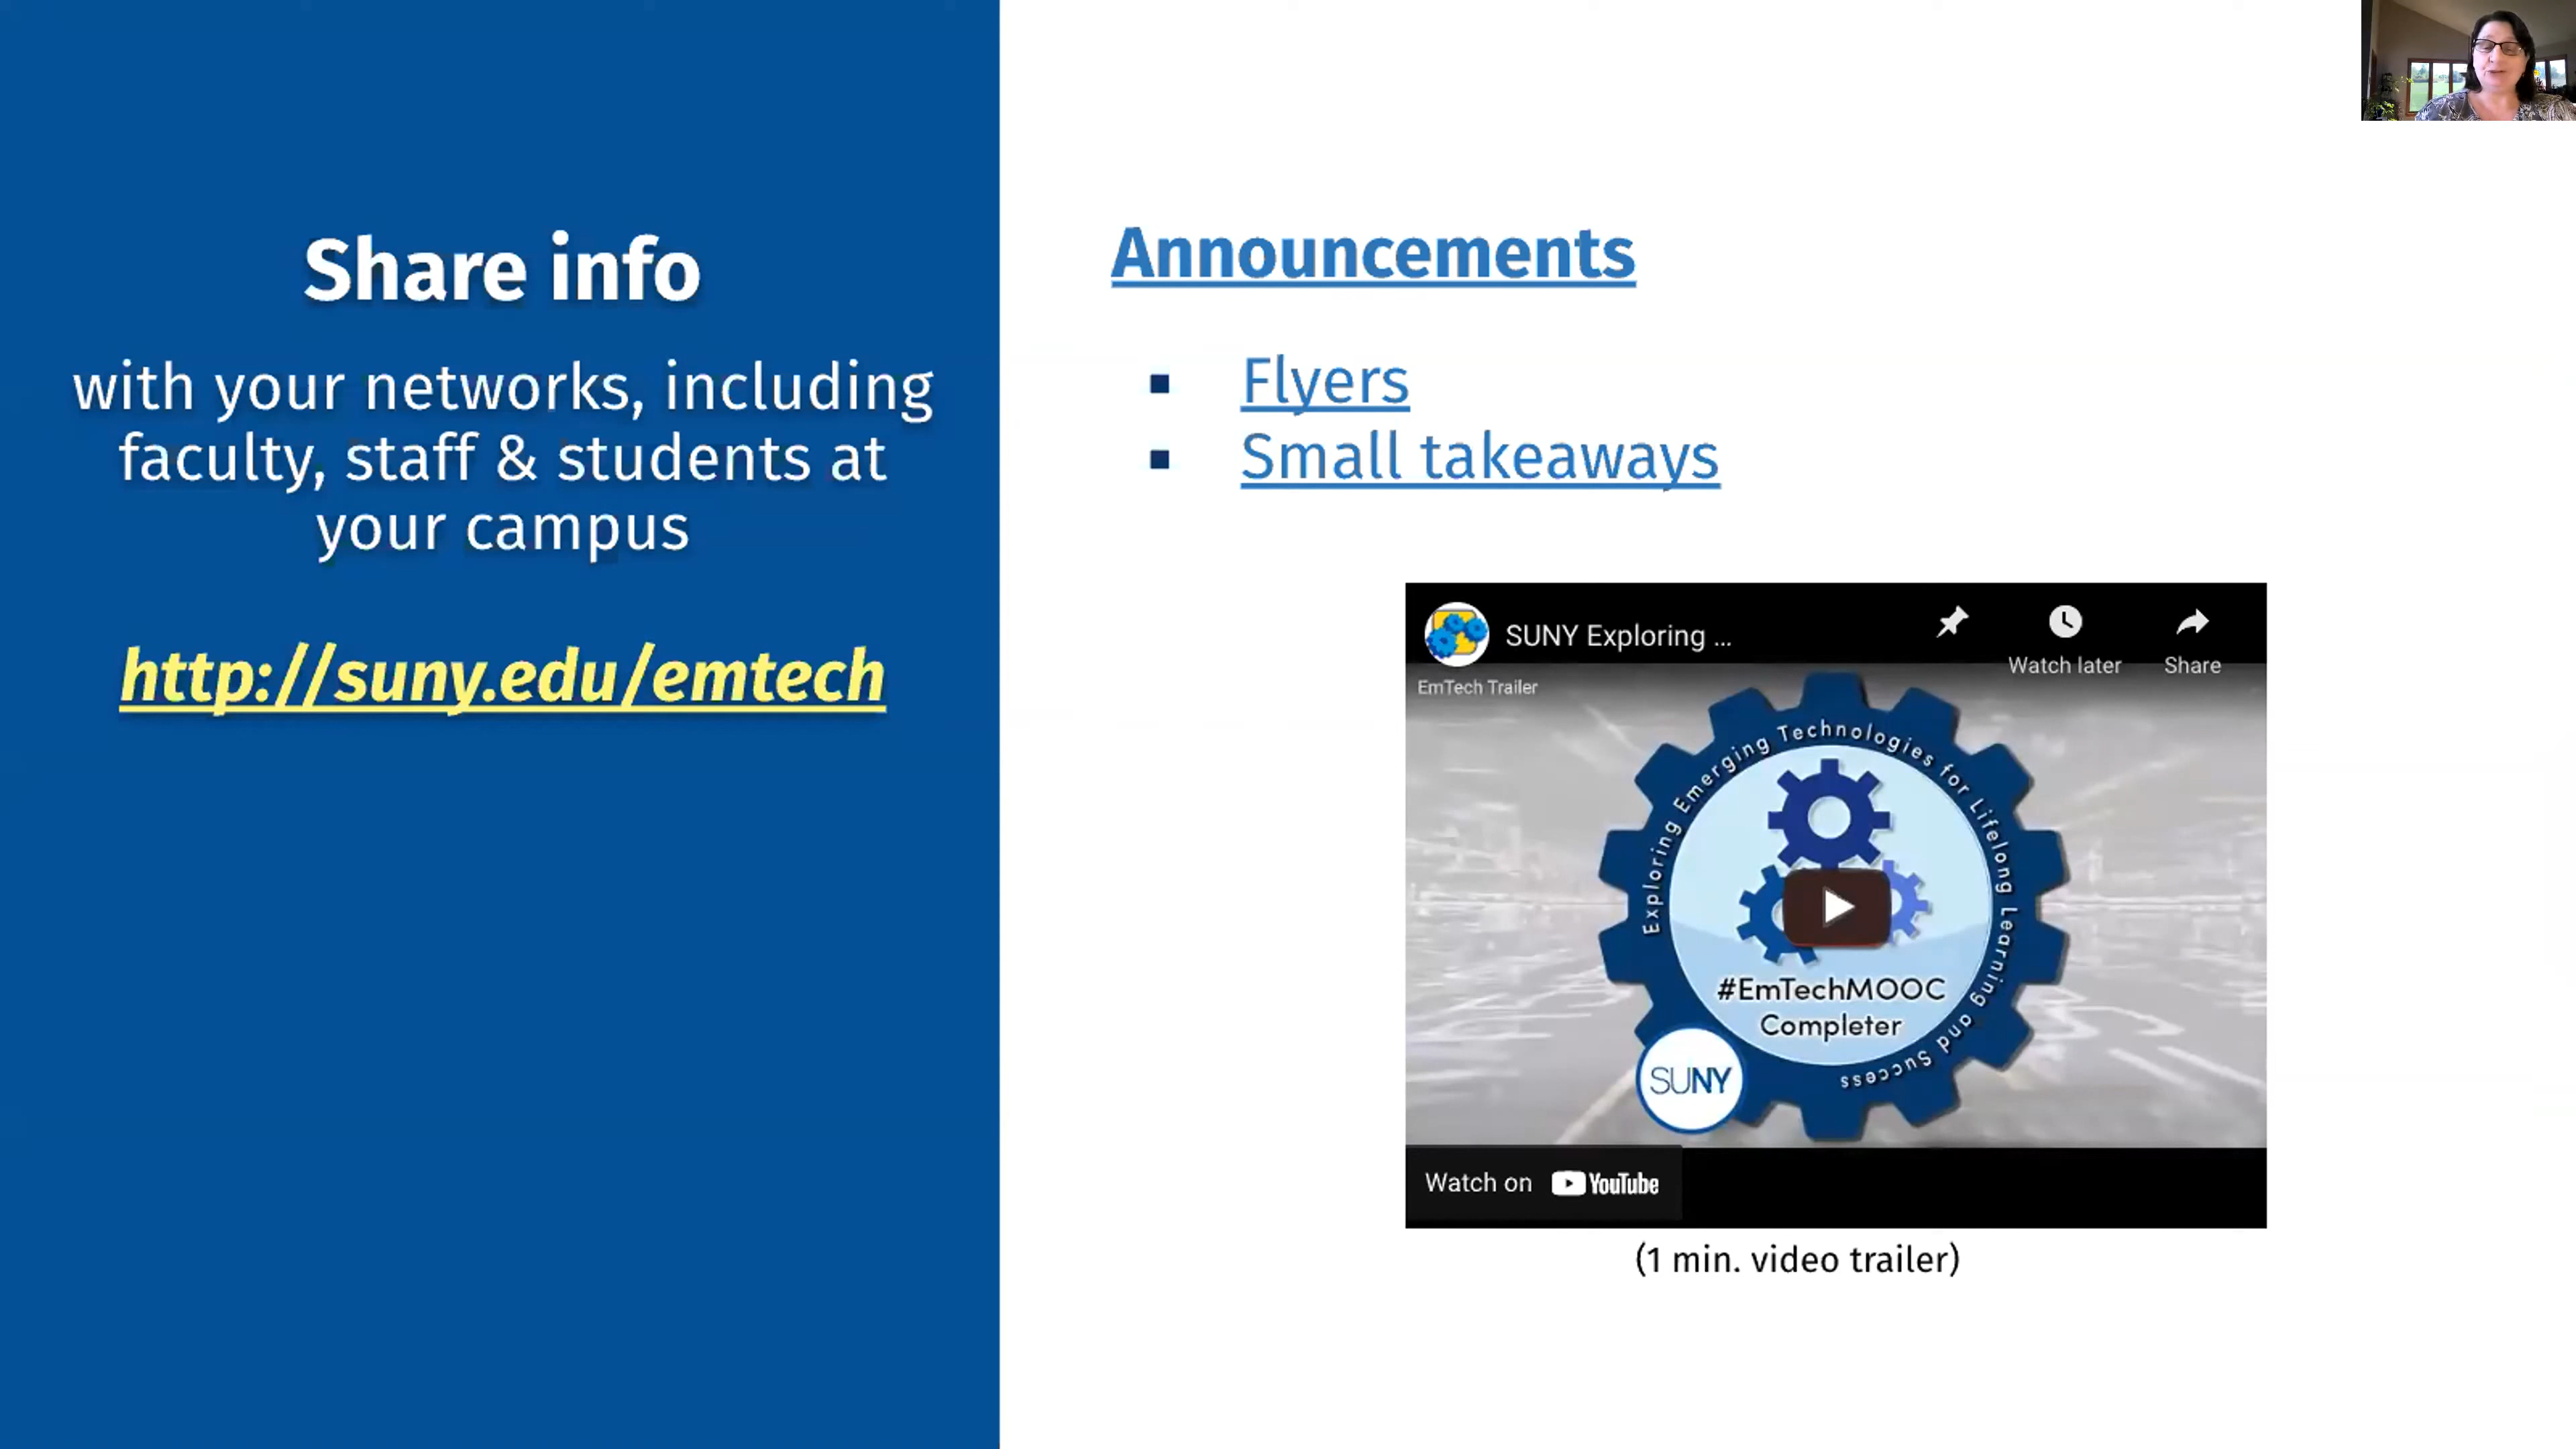 Share info
with your networks, including
faculty, staff & students at
your campus
http://suny.edu/emtech
Announcements
▪ Flyers
▪ Small takeaways
SUNY Exploring ...
Watch later
Share
EmTech Trailer
Exploring Emerging Technologies for Lifelong Learning and Success
#EmTechMOOC
Completer
SUNY
Watch on YouTube
(1 min. video trailer)